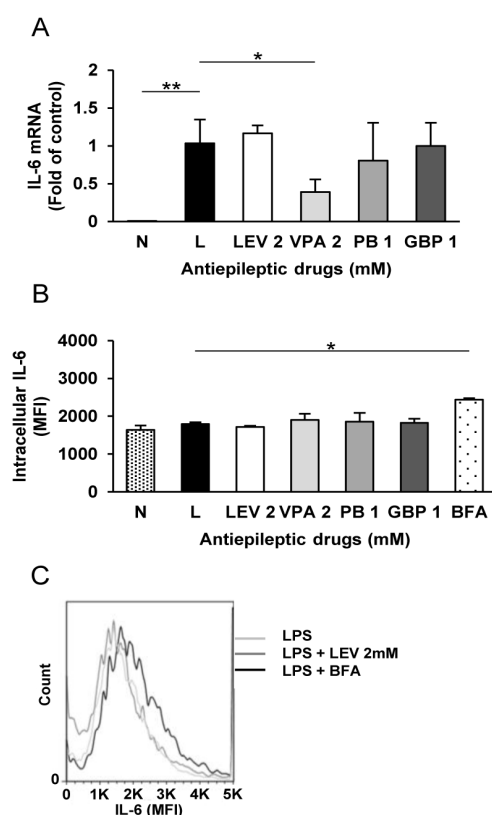 A
IL-6 mRNA
(Fold of control)
2
1.5
1
0.5
0
**
*
N L LEV 2 VPA 2 PB 1 GBP 1
Antiepileptic drugs (mM)
B
Intracellular IL-6
(MFI)
4000
3000
2000
1000
0
*
N L LEV 2 VPA 2 PB 1 GBP 1 BFA
Antiepileptic drugs (mM)
C
Count
0
LPS
LPS + LEV 2mM
LPS + BFA
0 1K 2K 3K 4K 5K
IL-6 (MFI)